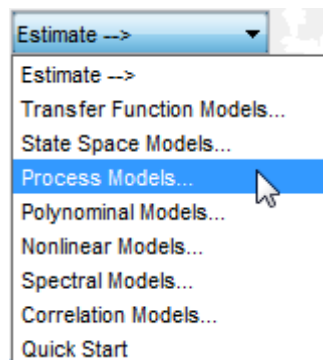 Estimate -->
Estimate -->
Transfer Function Models...
State Space Models...
Process Models...
Polynominal Models...
Nonlinear Models...
Spectral Models...
Correlation Models...
Quick Start